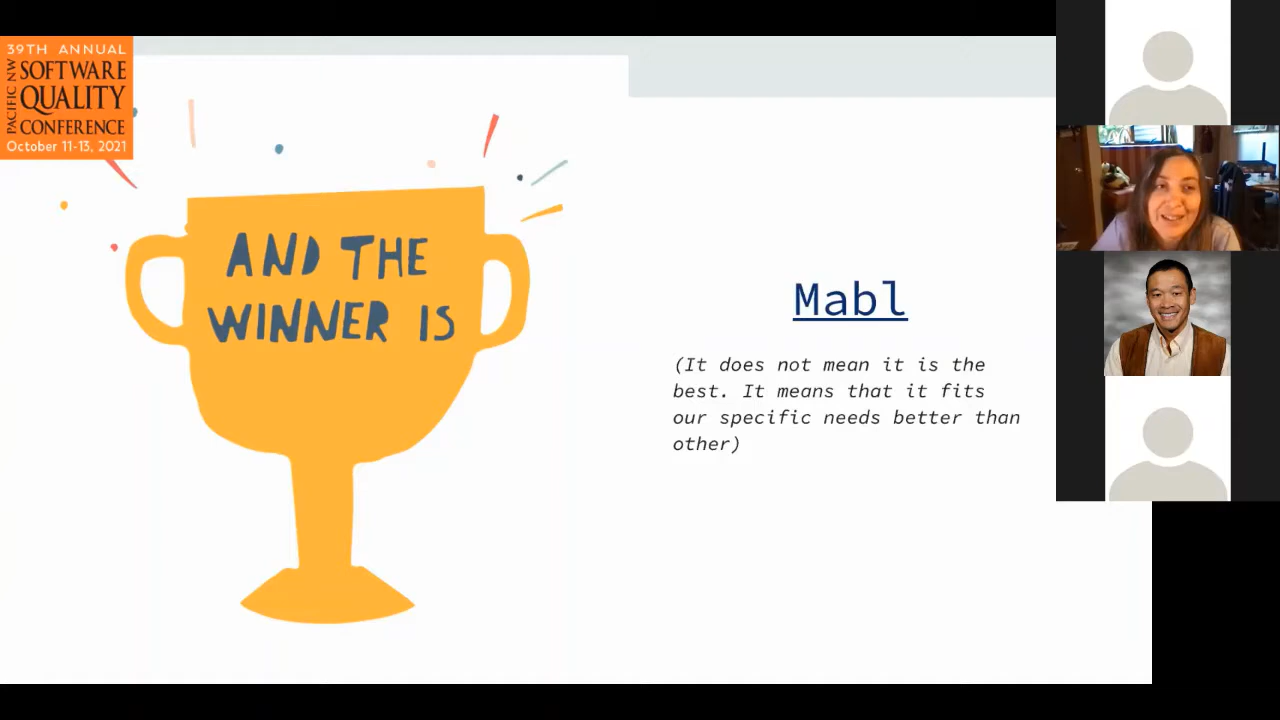 39TH ANNUAL
PACIFIC NW
SOFTWARE
QUALITY
CONFERENCE
October 11-13, 2021
AND THE
WINNER IS
Mabl
(It does not mean it is the
best. It means that it fits
our specific needs better than
other)